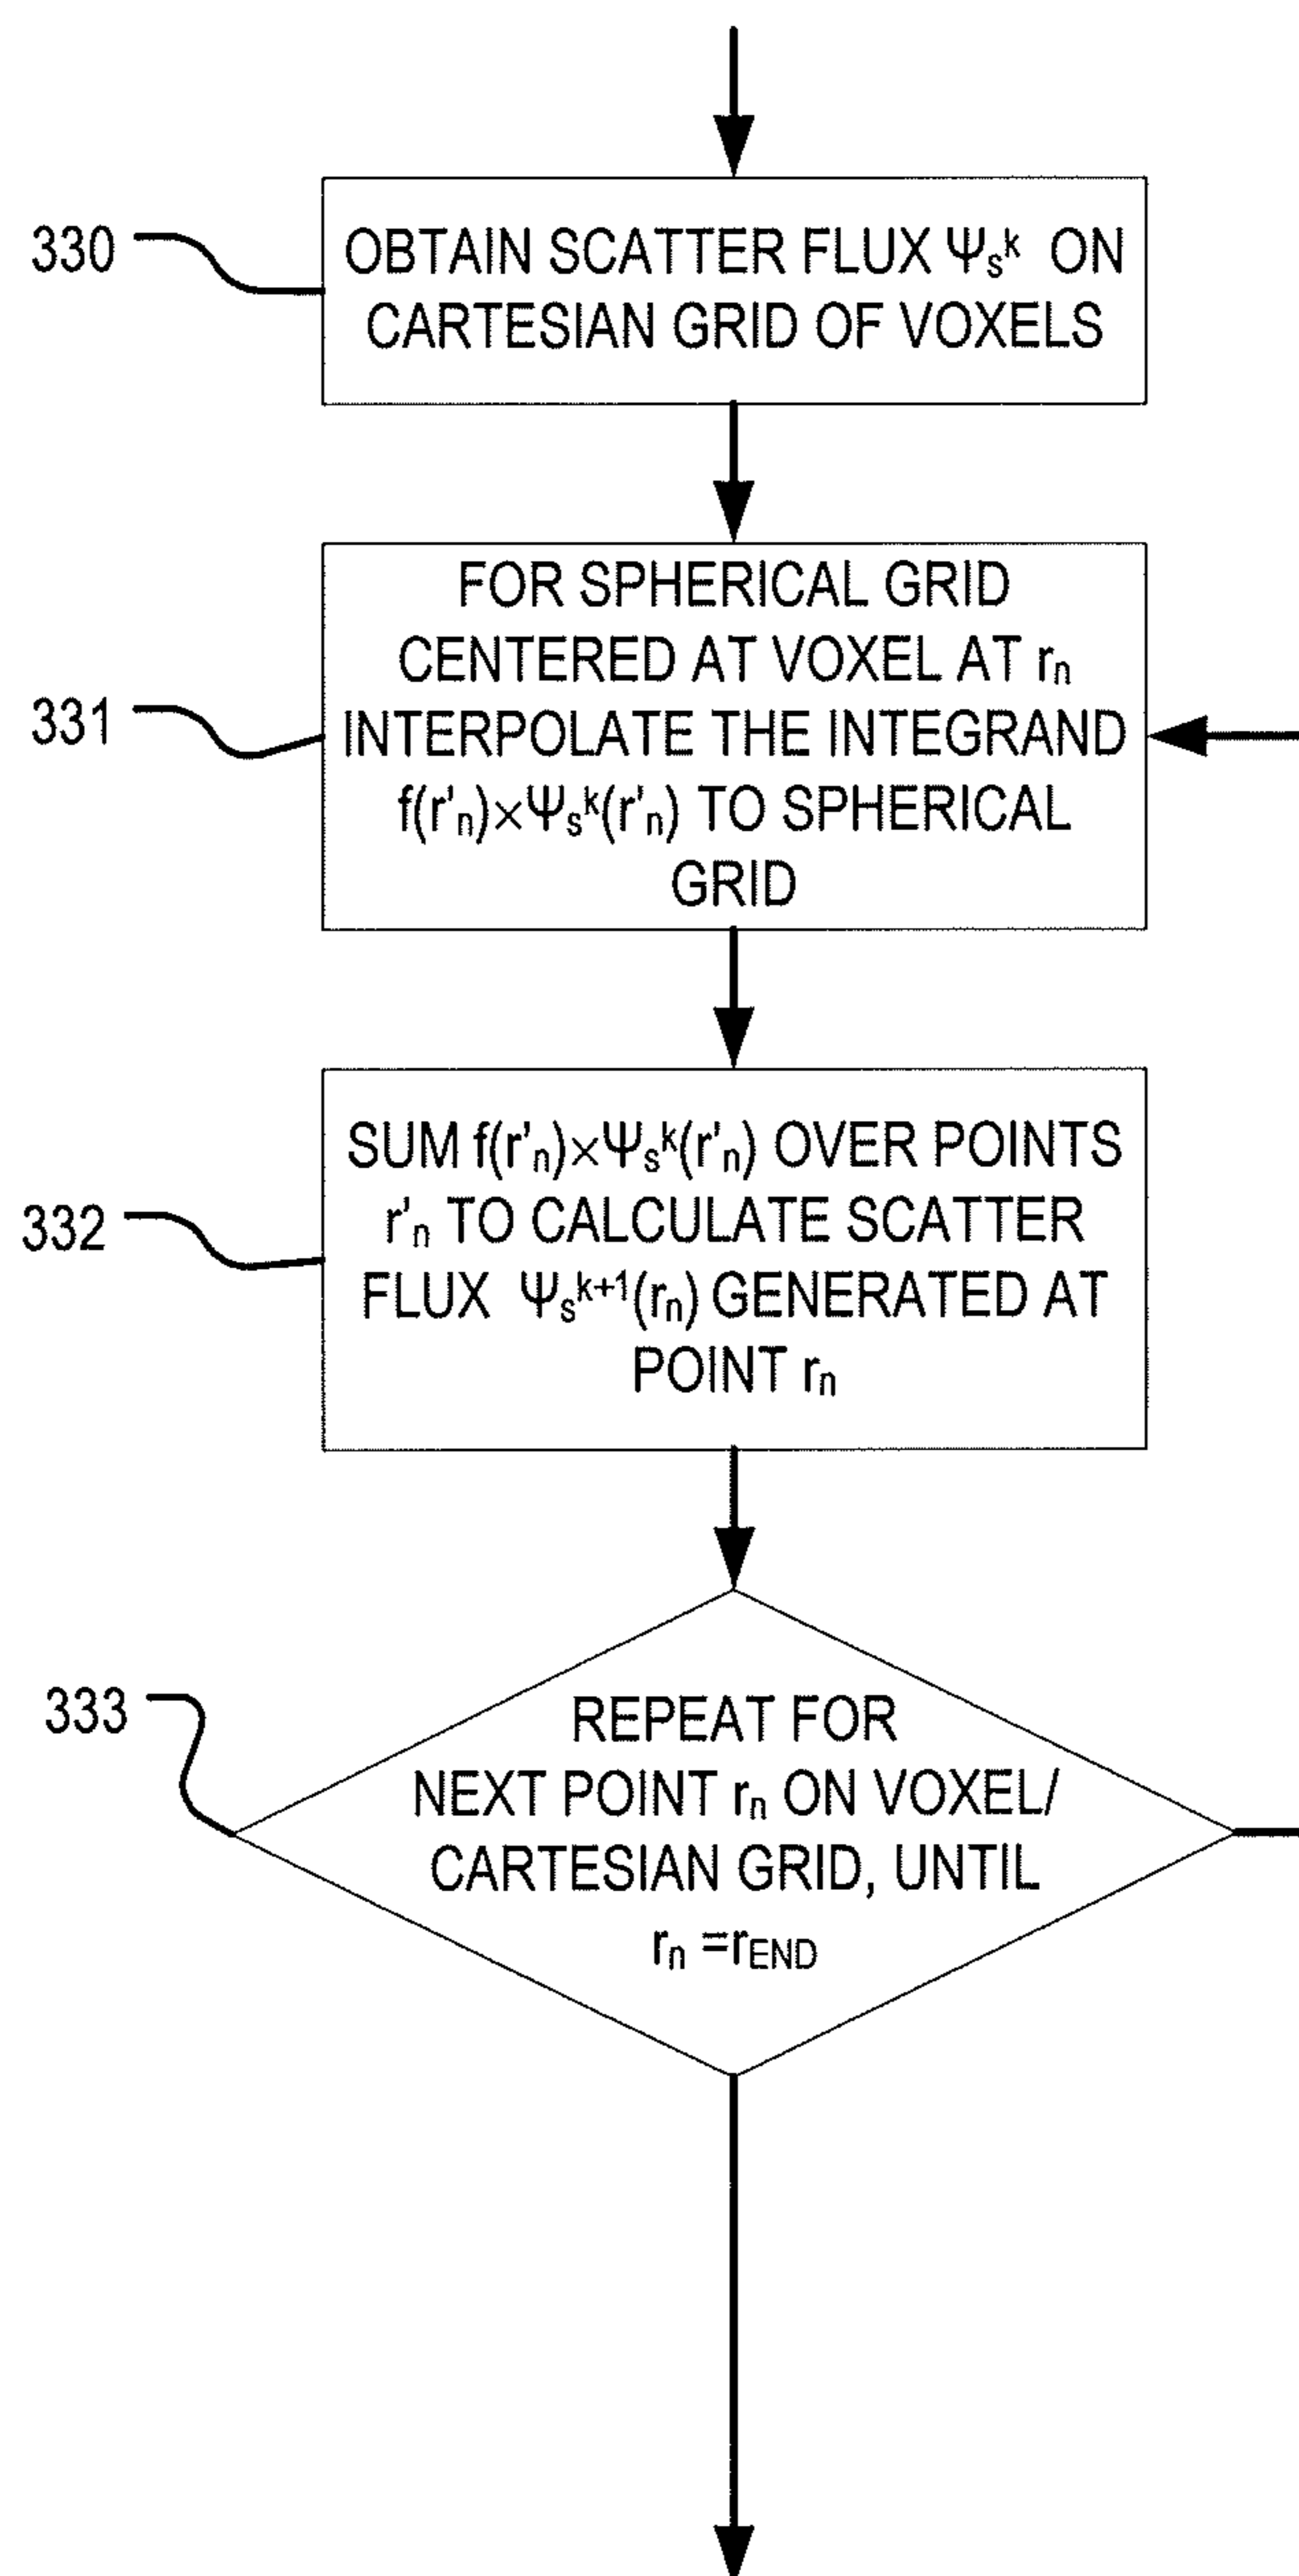 330
OBTAIN SCATTER FLUX Ψₛᵏ ON
CARTESIAN GRID OF VOXELS
FOR SPHERICAL GRID
CENTERED AT VOXEL AT rₙ
331
INTERPOLATE THE INTEGRAND
f(r'ₙ)×Ψₛᵏ(r'ₙ) TO SPHERICAL
GRID
SUM f(r'ₙ)×Ψₛᵏ(r'ₙ) OVER POINTS
332
r'ₙ TO CALCULATE SCATTER
FLUX Ψₛᵏ⁺¹(rₙ) GENERATED AT
POINT rₙ
333
REPEAT FOR
NEXT POINT rₙ ON VOXEL/
CARTESIAN GRID, UNTIL
rₙ =r_END